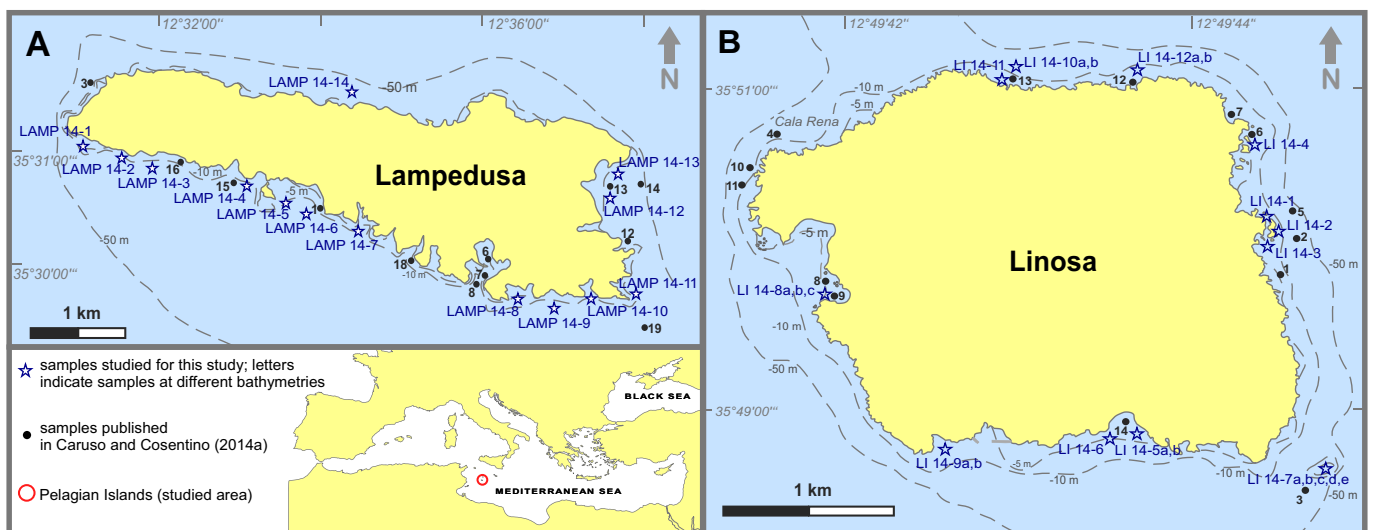 A
12°32'00'''
12°36'00'''
N
3
LAMP 14-14
-50 m
LAMP 14-1
35°31'00'''
LAMP 14-2
16
-10 m
LAMP 14-3
15
LAMP 14-4
-5 m
LAMP 14-5
1
LAMP 14-6
LAMP 14-7
Lampedusa
LAMP 14-13
13
14
LAMP 14-12
12
-50 m
35°30'00'''
18
-10 m
6
7
8
LAMP 14-8
LAMP 14-9
LAMP 14-10
LAMP 14-11
19
1 km
samples studied for this study; letters
indicate samples at different bathymetries
samples published
in Caruso and Cosentino (2014a)
Pelagian Islands (studied area)
BLACK SEA
MEDITERRANEAN SEA
B
12°49'42'''
12°49'44'''
N
35°51'00'''
LI 14-11
LI 14-10a,b
13
LI 14-12a,b
12
-10 m
-5 m
Cala Rena
4
10
11
7
6
LI 14-4
LI 14-1
5
LI 14-2
2
LI 14-3
1
-50 m
-5 m
8
LI 14-8a,b,c
9
-10 m
-50 m
Linosa
35°49'00'''
14
LI 14-6
LI 14-5a,b
LI 14-9a,b
-5 m
-10 m
-10 m
LI 14-7a,b,c,d,e
3
-50 m
1 km